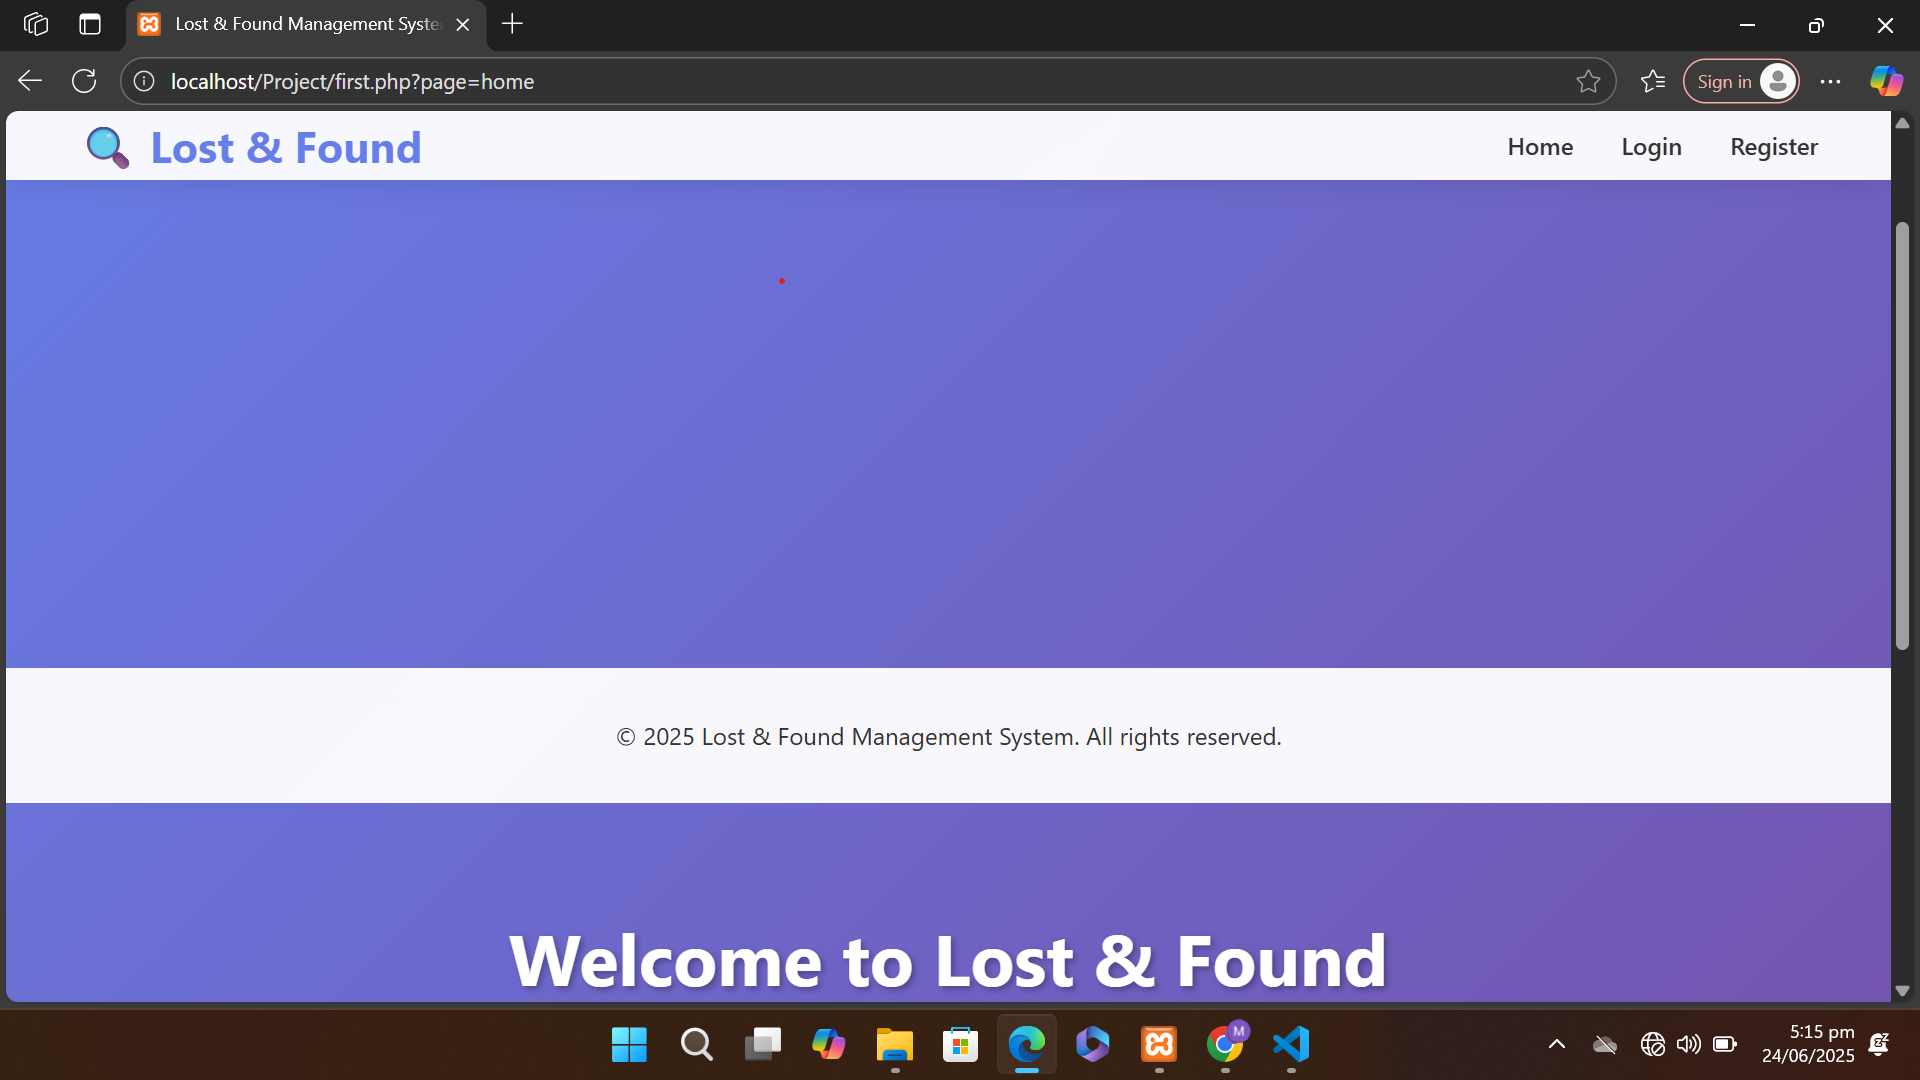 Lost & Found Management Syste
localhost/Project/first.php?page=home
Sign in
Lost & Found
Home
Login
Register
© 2025 Lost & Found Management System. All rights reserved.
Welcome to Lost & Found
M
5:15 pm
24/06/2025